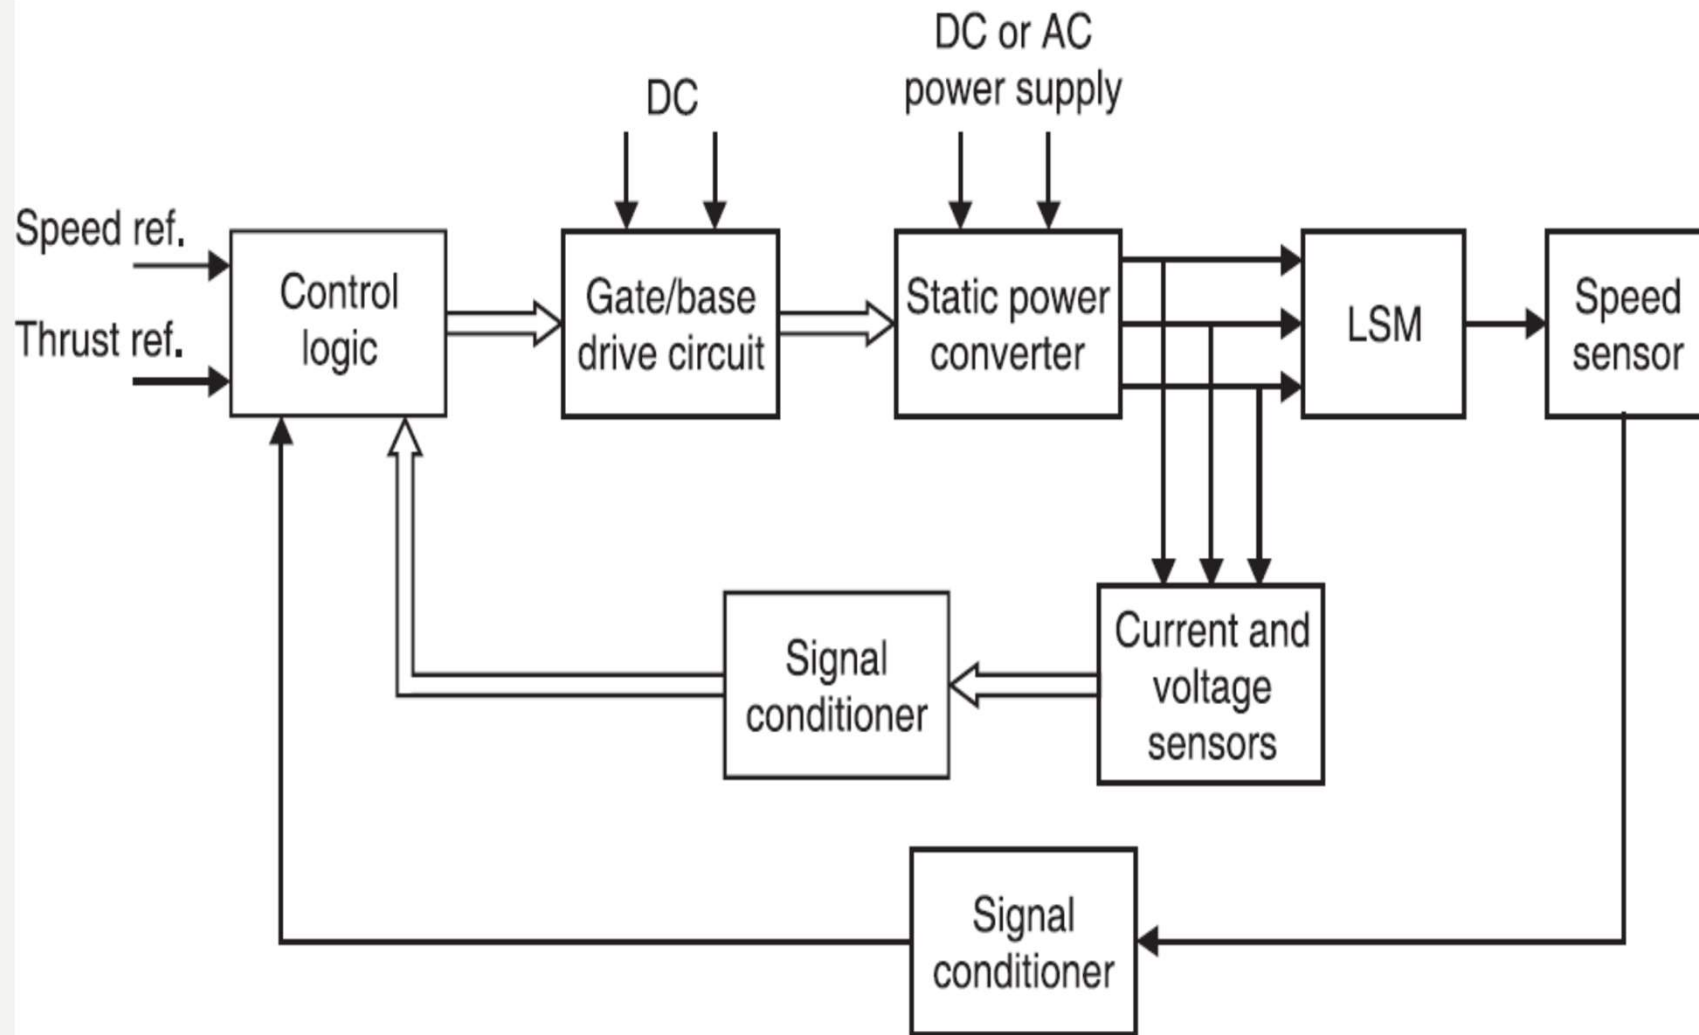 DC or AC
power supply
DC
Speed ref.
Thrust ref.
Control
logic
Gate/base
drive circuit
Static power
converter
LSM
Speed
sensor
Signal
conditioner
Current and
voltage
sensors
Signal
conditioner